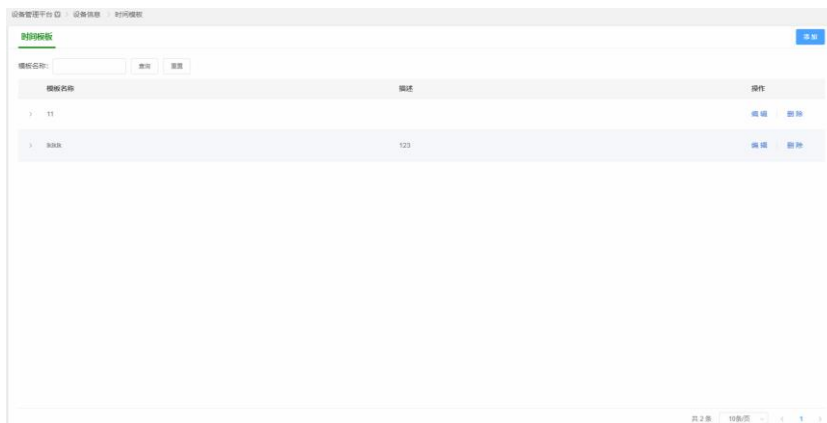 设备管理平台 / 设备信息 / 时间模板
时间模板 添加
模板名称: 查询 重置
模板名称 描述 操作
11 编辑 删除
123 编辑 删除
共 2 条 10条/页 1